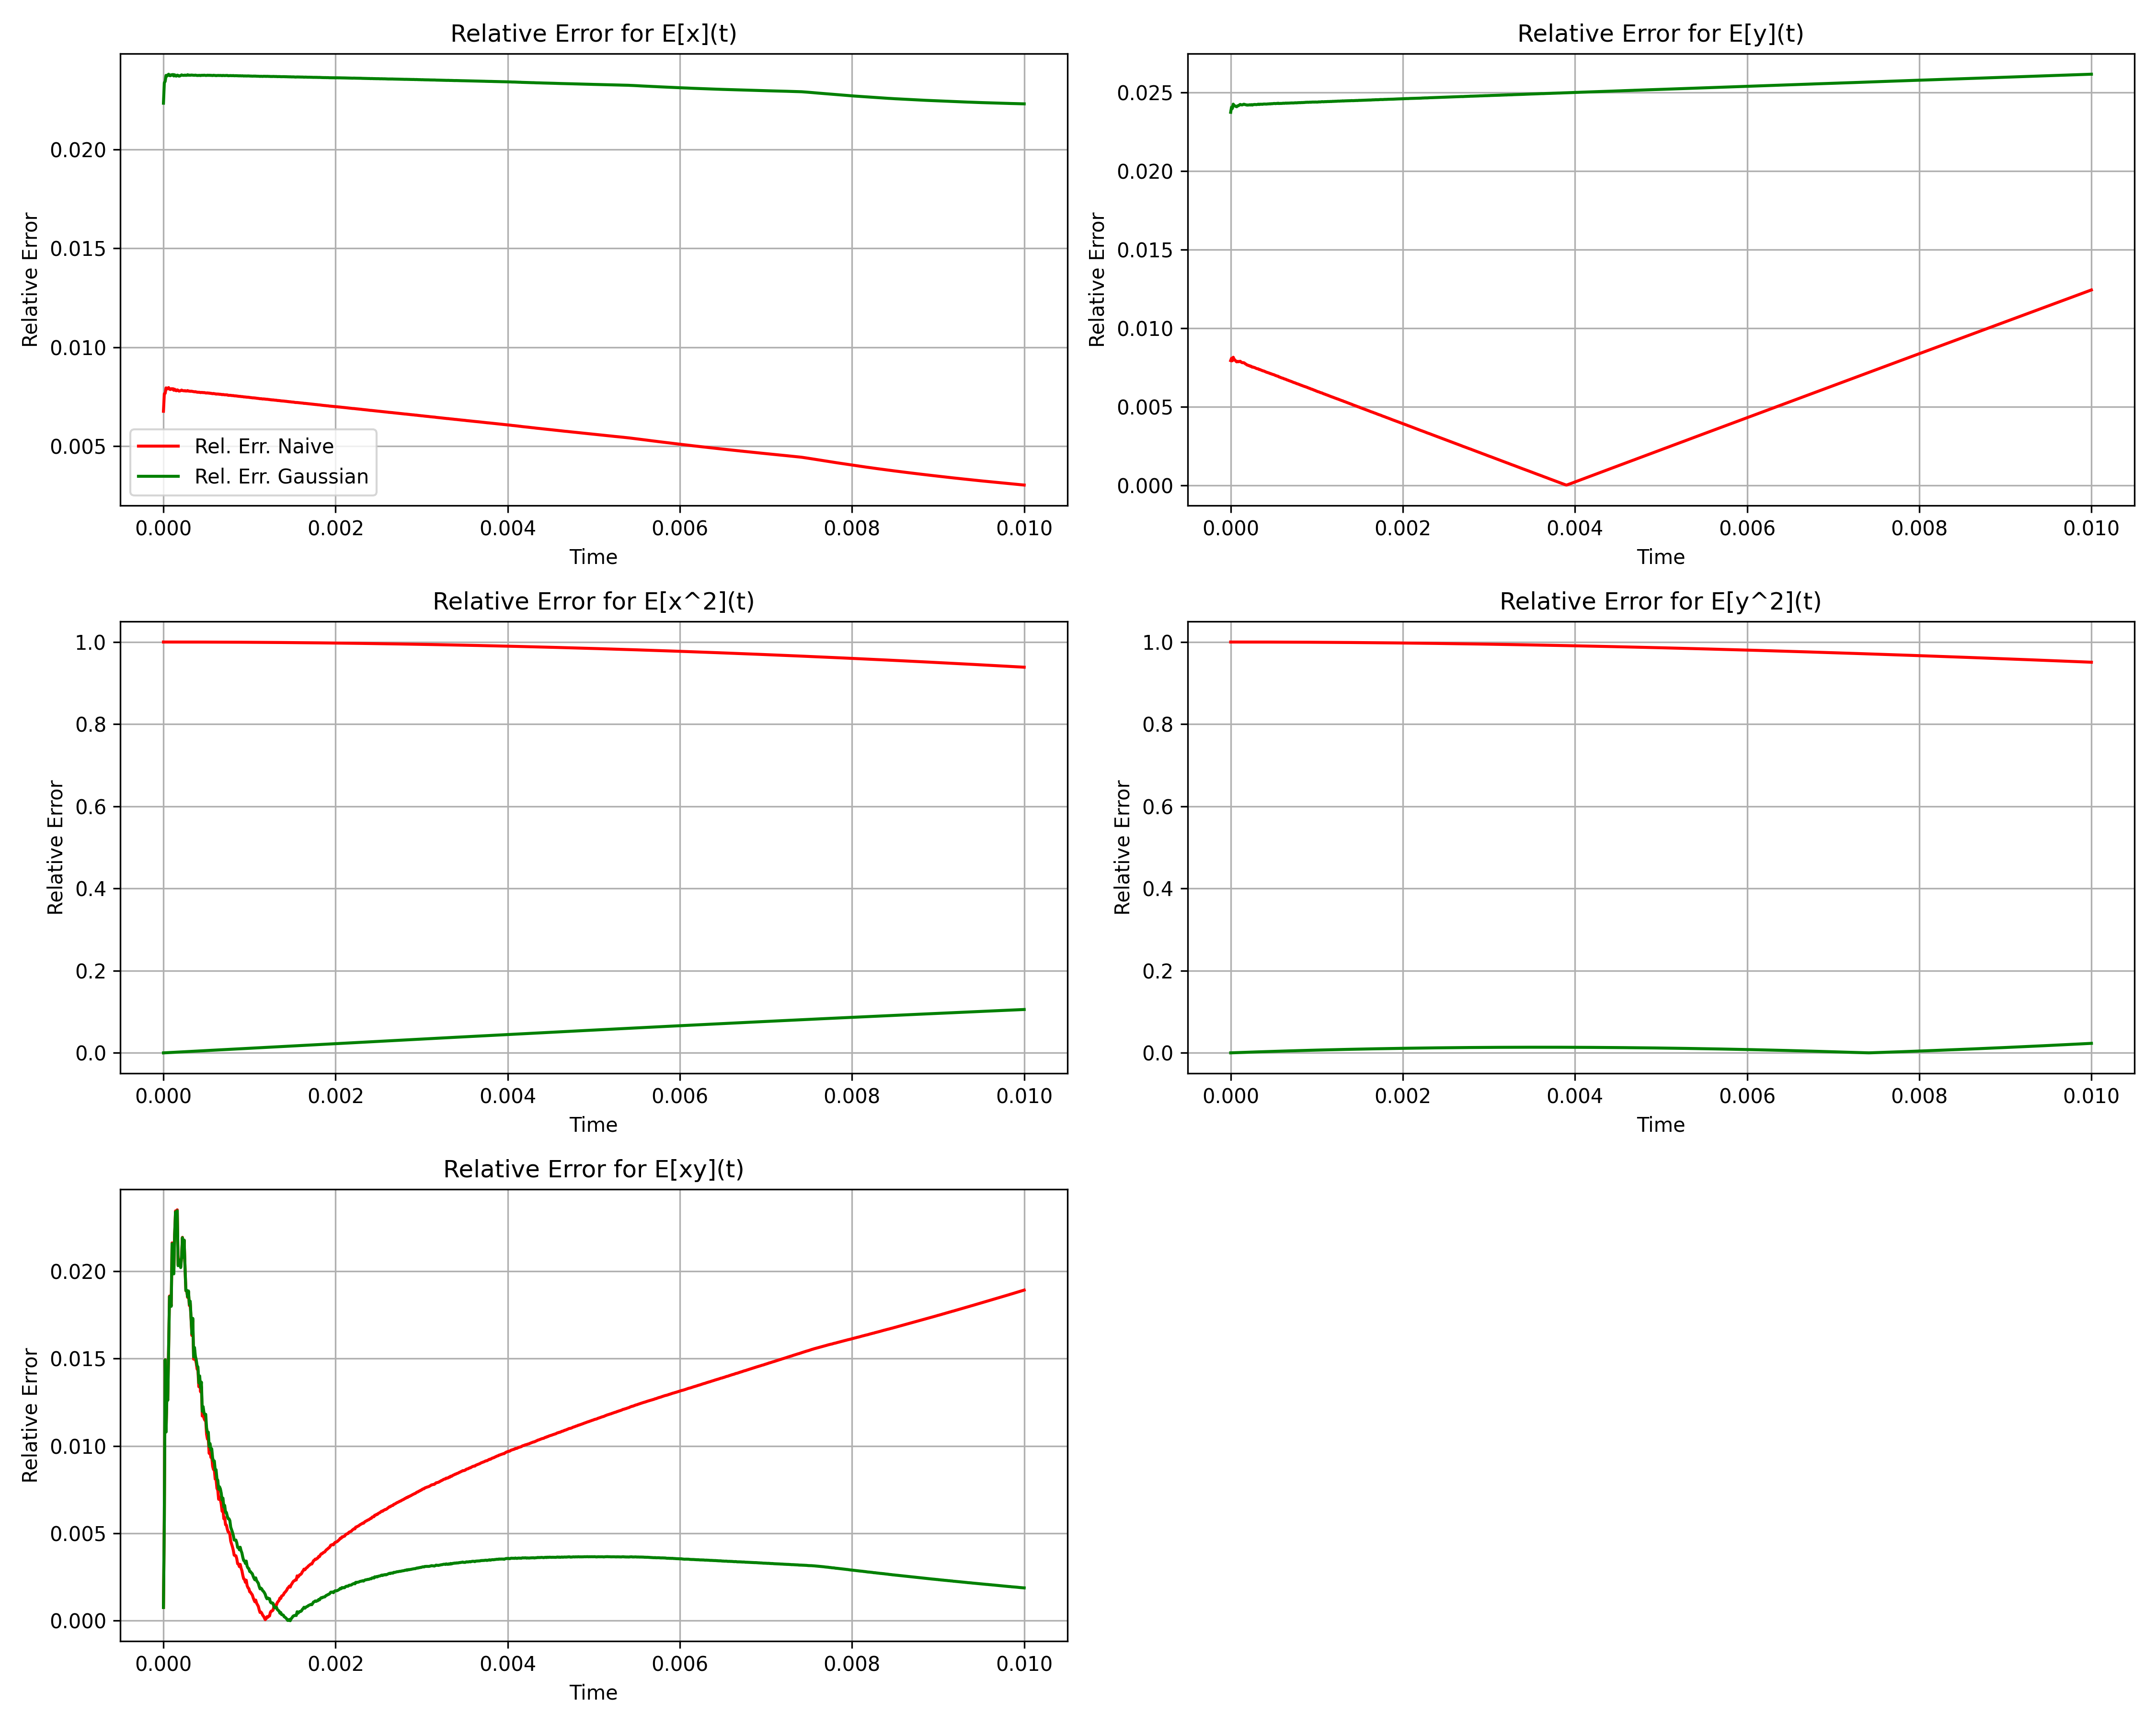 Relative Error for E[x](t)
Relative Error
0.020
0.015
0.010
0.005
Rel. Err. Naive
Rel. Err. Gaussian
0.000 0.002 0.004 0.006 0.008 0.010
Time
Relative Error for E[y](t)
Relative Error
0.025
0.020
0.015
0.010
0.005
0.000
0.000 0.002 0.004 0.006 0.008 0.010
Time
Relative Error for E[x^2](t)
Relative Error
1.0
0.8
0.6
0.4
0.2
0.0
0.000 0.002 0.004 0.006 0.008 0.010
Time
Relative Error for E[y^2](t)
Relative Error
1.0
0.8
0.6
0.4
0.2
0.0
0.000 0.002 0.004 0.006 0.008 0.010
Time
Relative Error for E[xy](t)
Relative Error
0.020
0.015
0.010
0.005
0.000
0.000 0.002 0.004 0.006 0.008 0.010
Time